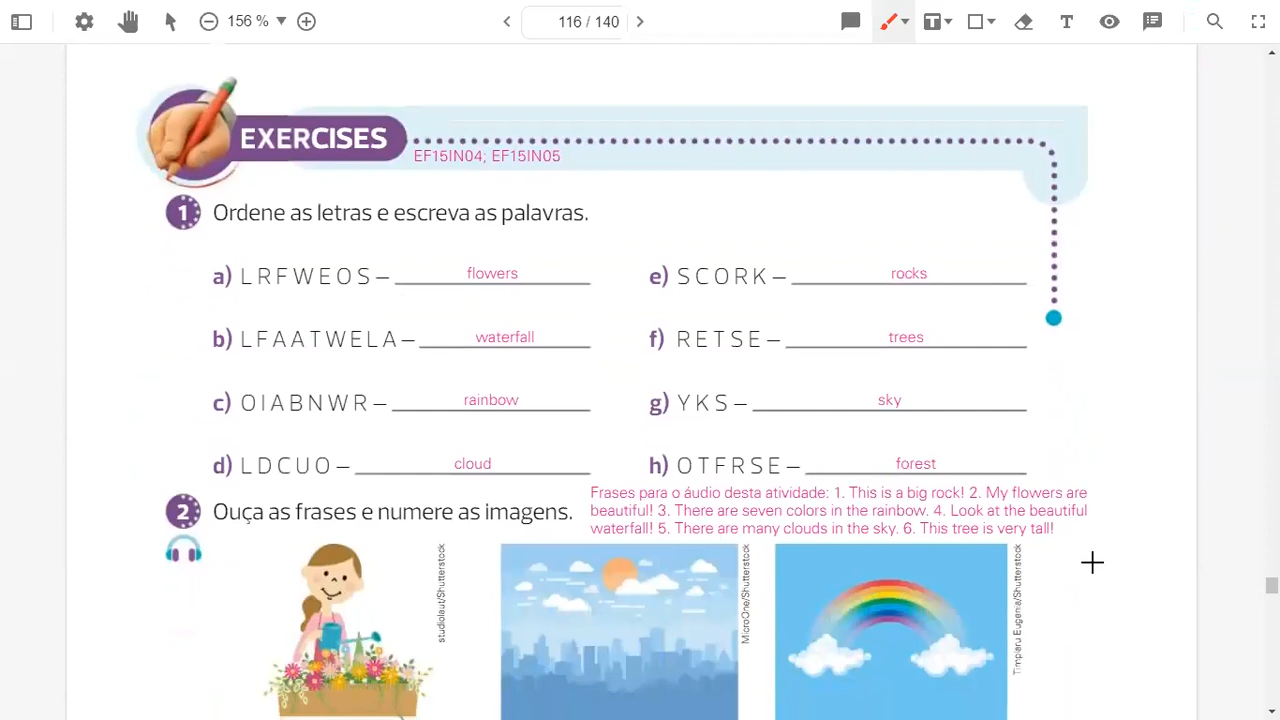 156 %
116 / 140
EXERCISES
EF15IN04; EF15IN05
1 Ordene as letras e escreva as palavras.
a) L R F W E O S – flowers
e) S C O R K – rocks
b) L F A A T W E L A – waterfall
f) R E T S E – trees
c) O I A B N W R – rainbow
g) Y K S – sky
d) L D C U O – cloud
h) O T F R S E – forest
2 Ouça as frases e numere as imagens.
Frases para o áudio desta atividade: 1. This is a big rock! 2. My flowers are
beautiful! 3. There are seven colors in the rainbow. 4. Look at the beautiful
waterfall! 5. There are many clouds in the sky. 6. This tree is very tall!
studiolaut/Shutterstock
MicroOne/Shutterstock
Timplaru Eugenia/Shutterstock